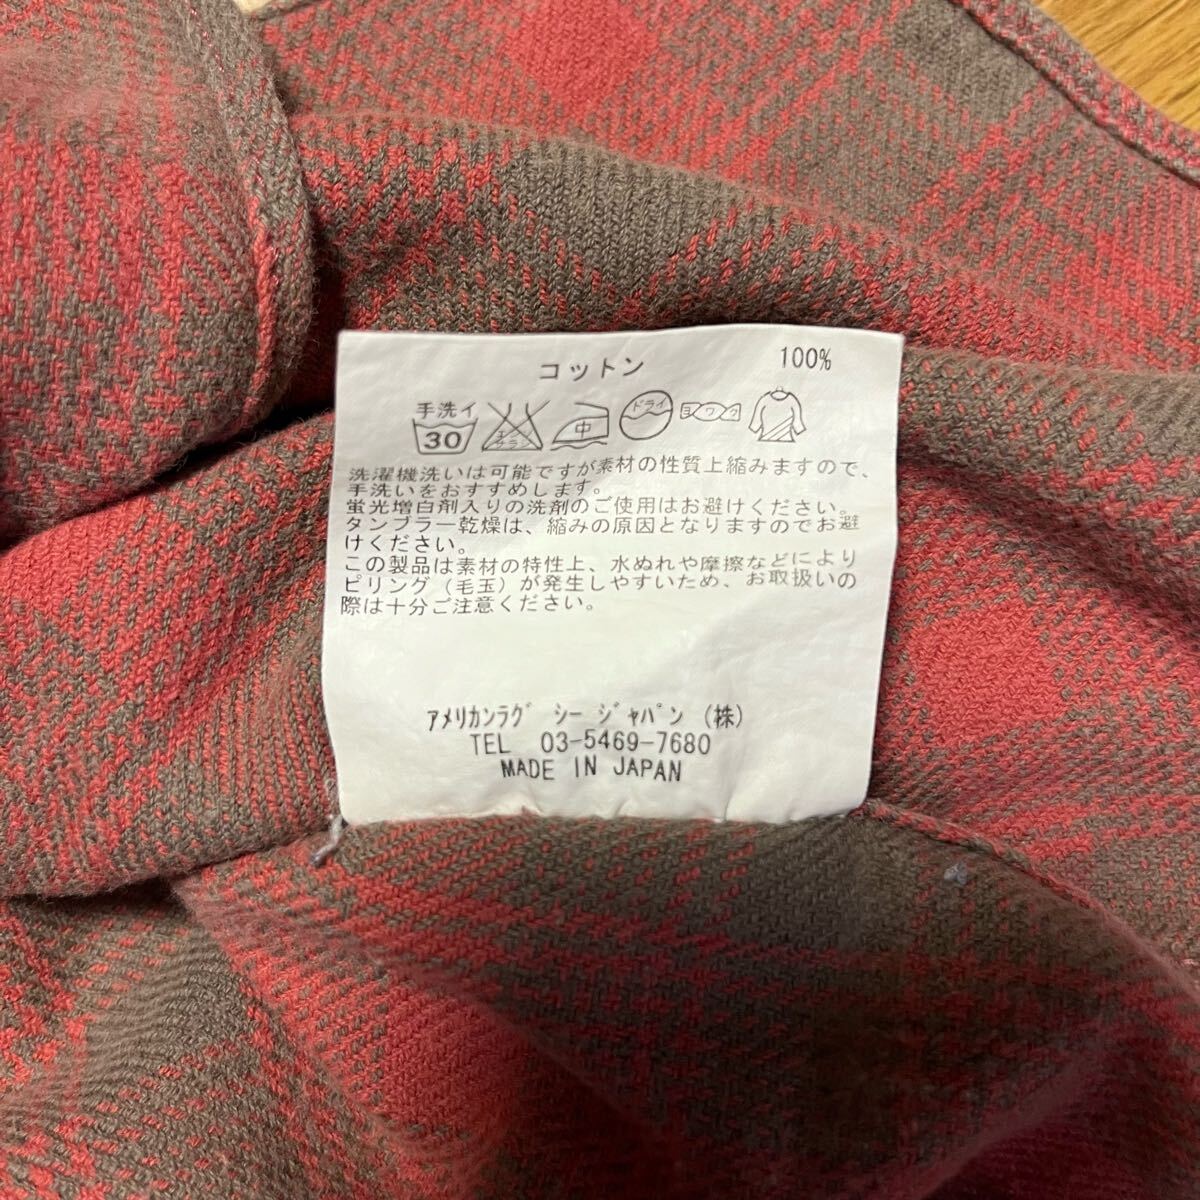 コットン 100%
手洗イ
30 エンソ サラシ 中 ドライ ヨワク
洗濯機洗いは可能ですが素材の性質上縮みますので、
手洗いをおすすめします。
蛍光増白剤入りの洗剤のご使用はお避けください。
タンブラー乾燥は、縮みの原因となりますのでお避
けください。
この製品は素材の特性上、水ぬれや摩擦などにより
ピリング（毛玉）が発生しやすいため、お取扱いの
際は十分ご注意ください。
ｱﾒﾘｶﾝﾗｸﾞ ｼｰ ｼﾞｬﾊﾟﾝ（株）
TEL 03-5469-7680
MADE IN JAPAN